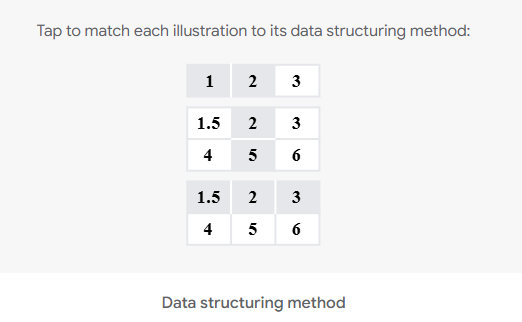 Tap to match each illustration to its data structuring method:
1 2 3
1.5 2 3
4 5 6
1.5 2 3
4 5 6
Data structuring method